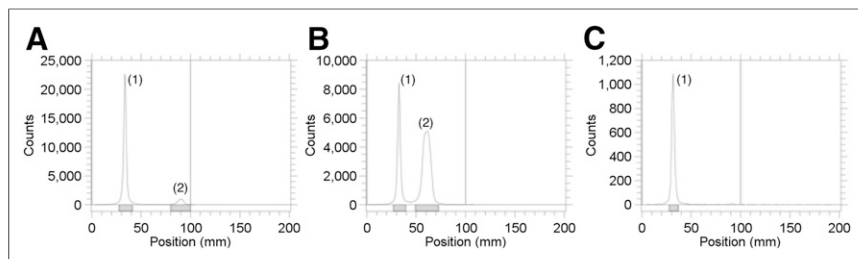 A
25,000
20,000
15,000
10,000
5,000
0
Counts
(1)
(2)
0 50 100 150 200
Position (mm)
B
10,000
8,000
6,000
4,000
2,000
0
Counts
(1)
(2)
0 50 100 150 200
Position (mm)
C
1,200
1,000
800
600
400
200
0
Counts
(1)
0 50 100 150 200
Position (mm)